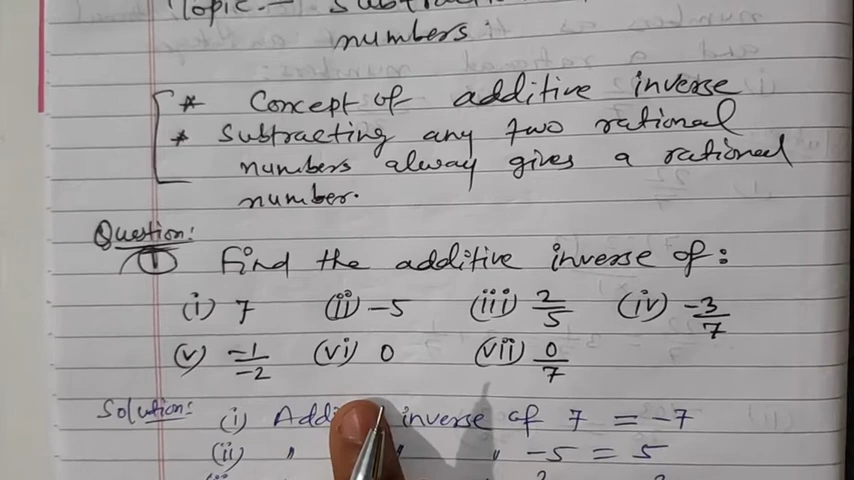 Topic:- Subtracti
numbers:
* Concept of additive inverse
* Subtracting any two rational
numbers alway gives a rational
number.
Question:
① Find the additive inverse of:
(i) 7 (ii) -5 (iii) 2/5 (iv) -3/7
(v) -1/-2 (vi) 0 (vii) 0/7
Solution: (i) Addi inverse of 7 = -7
(ii) " " " -5 = 5